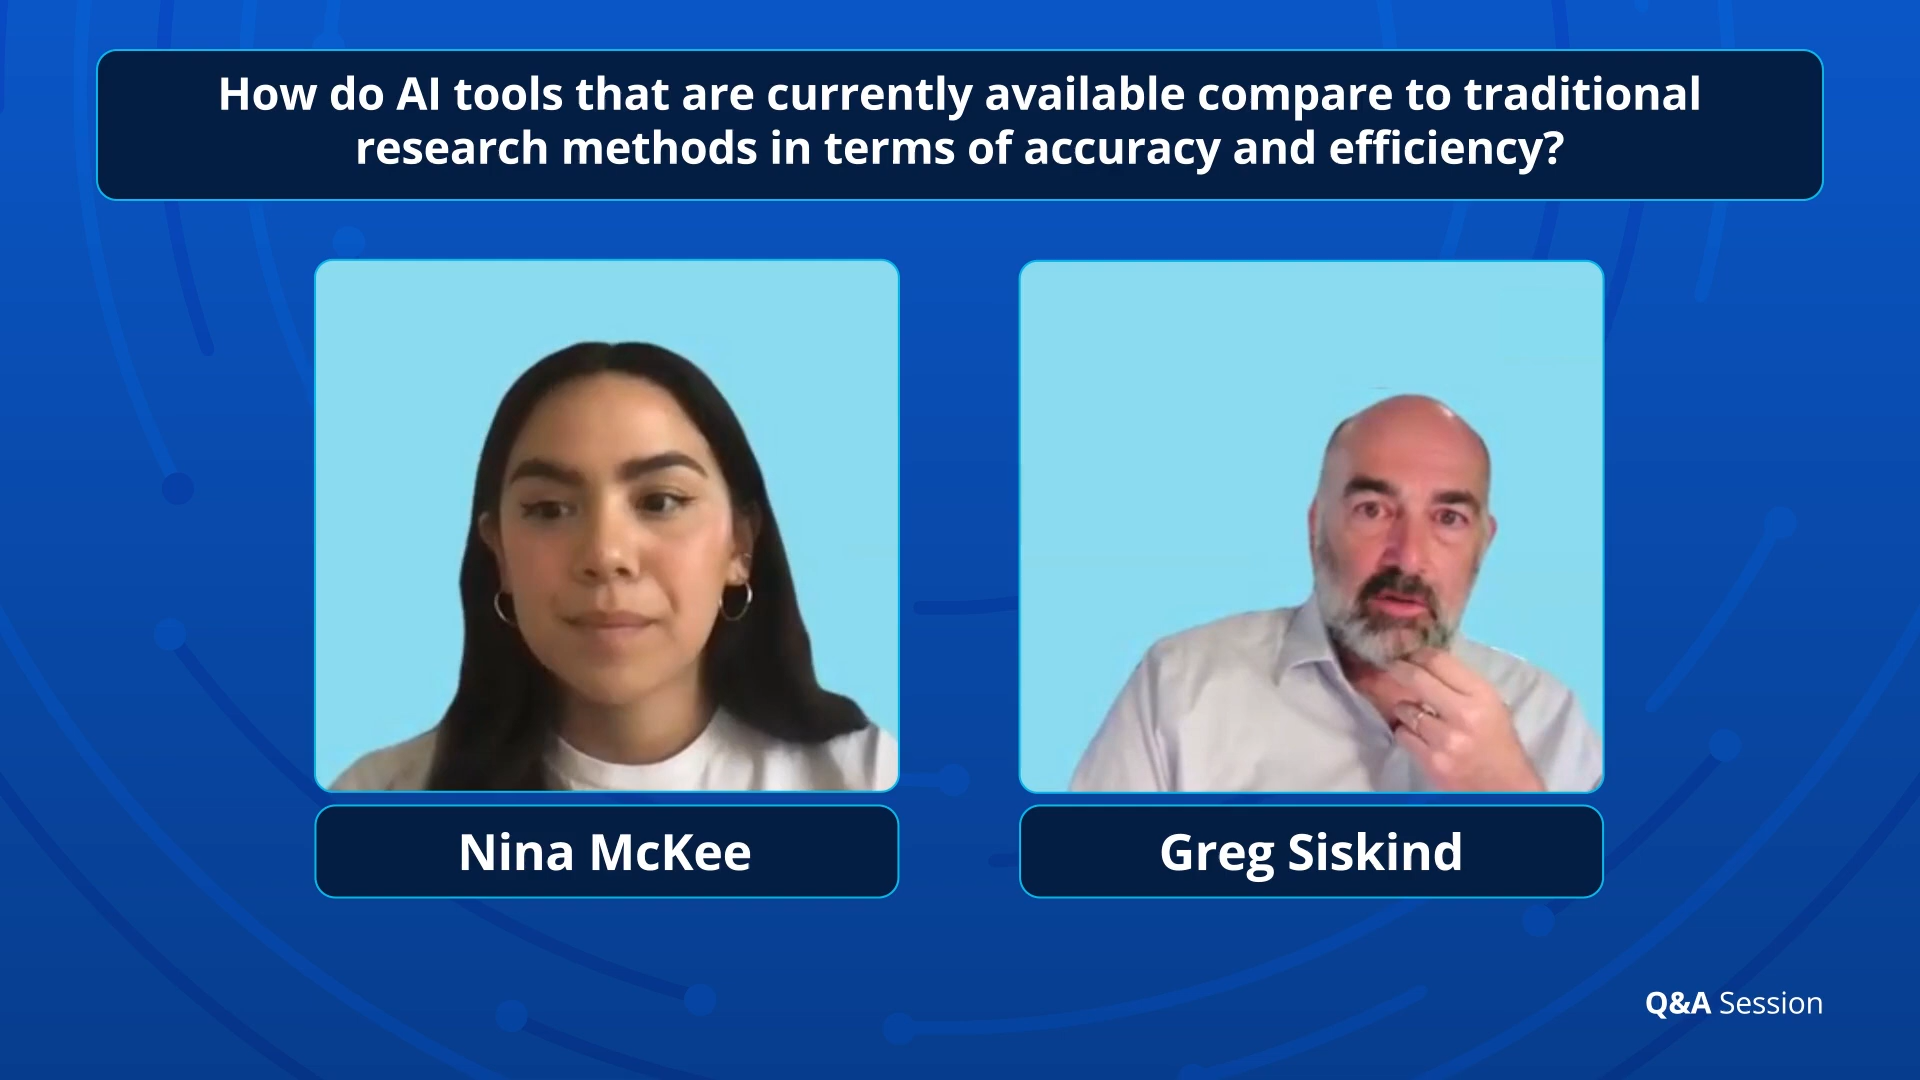 How do AI tools that are currently available compare to traditional
research methods in terms of accuracy and efficiency?
Nina McKee
Greg Siskind
Q&A Session